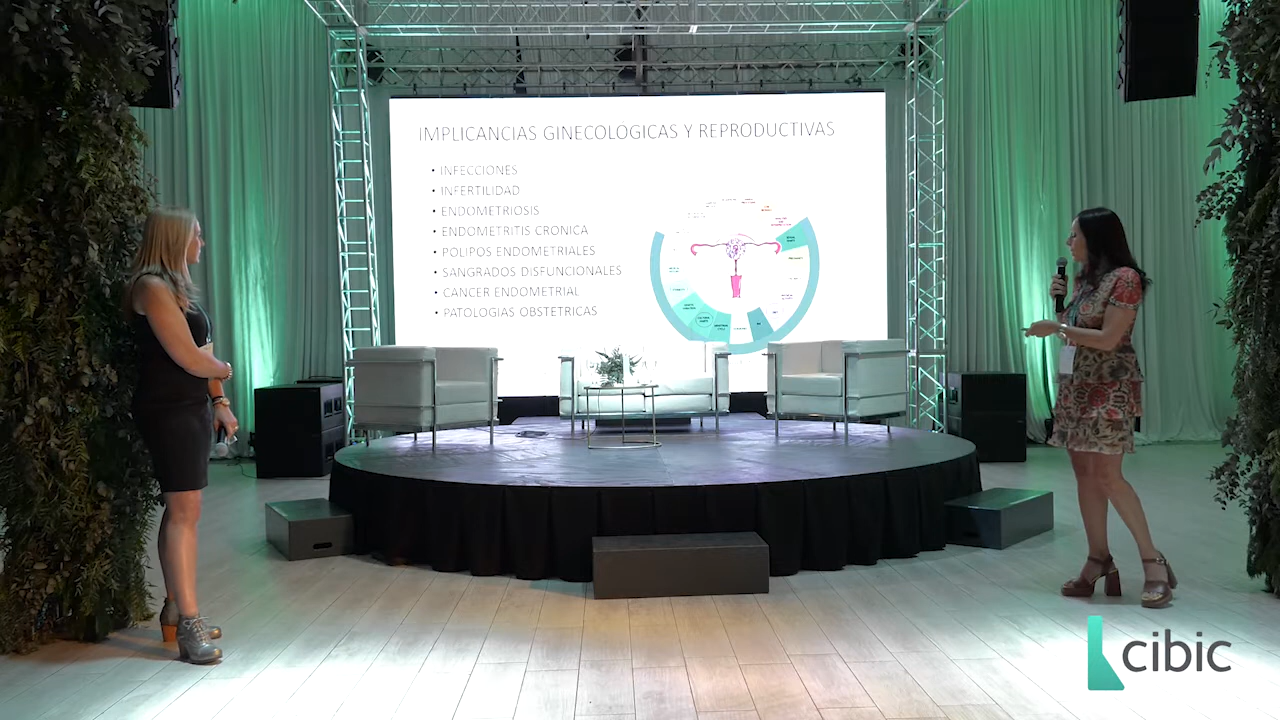 IMPLICANCIAS GINECOLOGICAS Y REPRODUCTIVAS
• INFECCIONES
• INFERTILIDAD
• ENDOMETRIOSIS
• ENDOMETRITIS CRONICA
• POLIPOS ENDOMETRIALES
• SANGRADOS DISFUNCIONALES
• CANCER ENDOMETRIAL
• PATOLOGIAS OBSTETRICAS
cibic